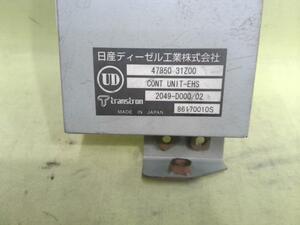 日産ディーゼル工業株式会社
UD
47850 31Z00
CONT UNIT-EHS
2049-D000/02
transtron
86170010S
MADE IN JAPAN